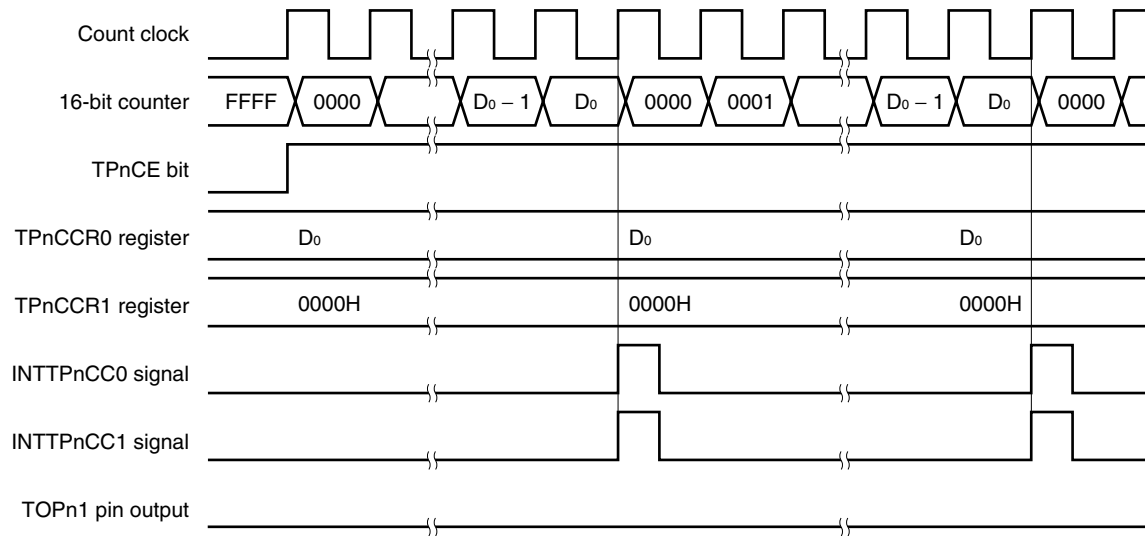 Count clock
16-bit counter FFFF 0000 D0 − 1 D0 0000 0001 D0 − 1 D0 0000
TPnCE bit
TPnCCR0 register D0 D0 D0
TPnCCR1 register 0000H 0000H 0000H
INTTPnCC0 signal
INTTPnCC1 signal
TOPn1 pin output